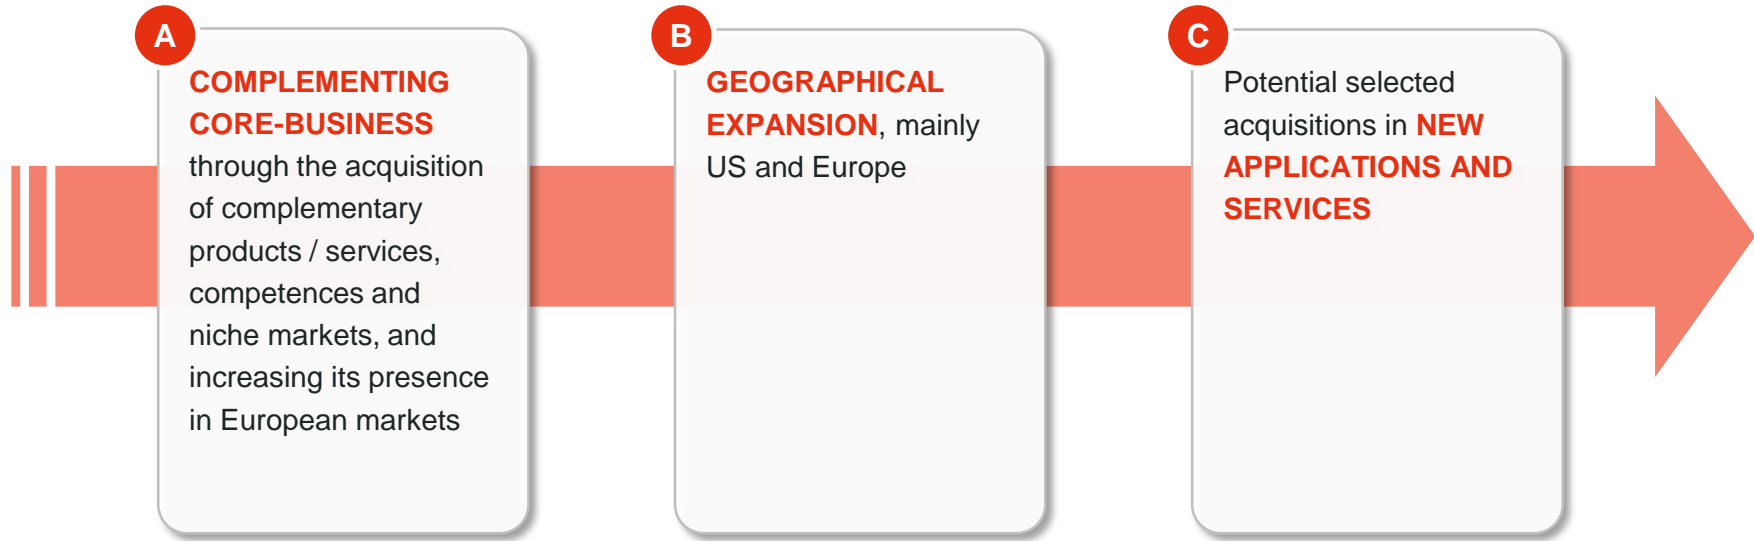 A
COMPLEMENTING
CORE-BUSINESS
through the acquisition
of complementary
products / services,
competences and
niche markets, and
increasing its presence
in European markets
B
GEOGRAPHICAL
EXPANSION, mainly
US and Europe
C
Potential selected
acquisitions in NEW
APPLICATIONS AND
SERVICES